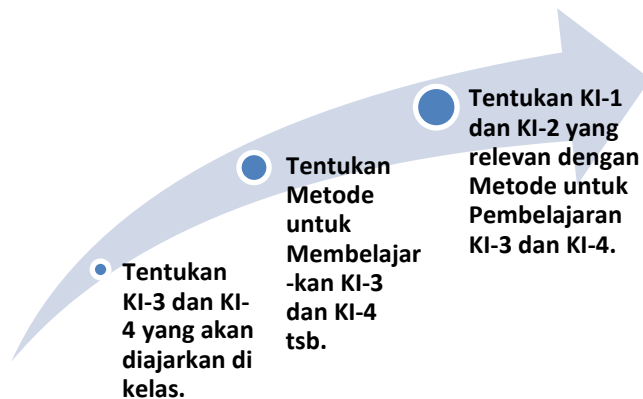 Tentukan
KI-3 dan KI-
4 yang akan
diajarkan di
kelas.
Tentukan
Metode
untuk
Membelajar
-kan KI-3
dan KI-4
tsb.
Tentukan KI-1
dan KI-2 yang
relevan dengan
Metode untuk
Pembelajaran
KI-3 dan KI-4.